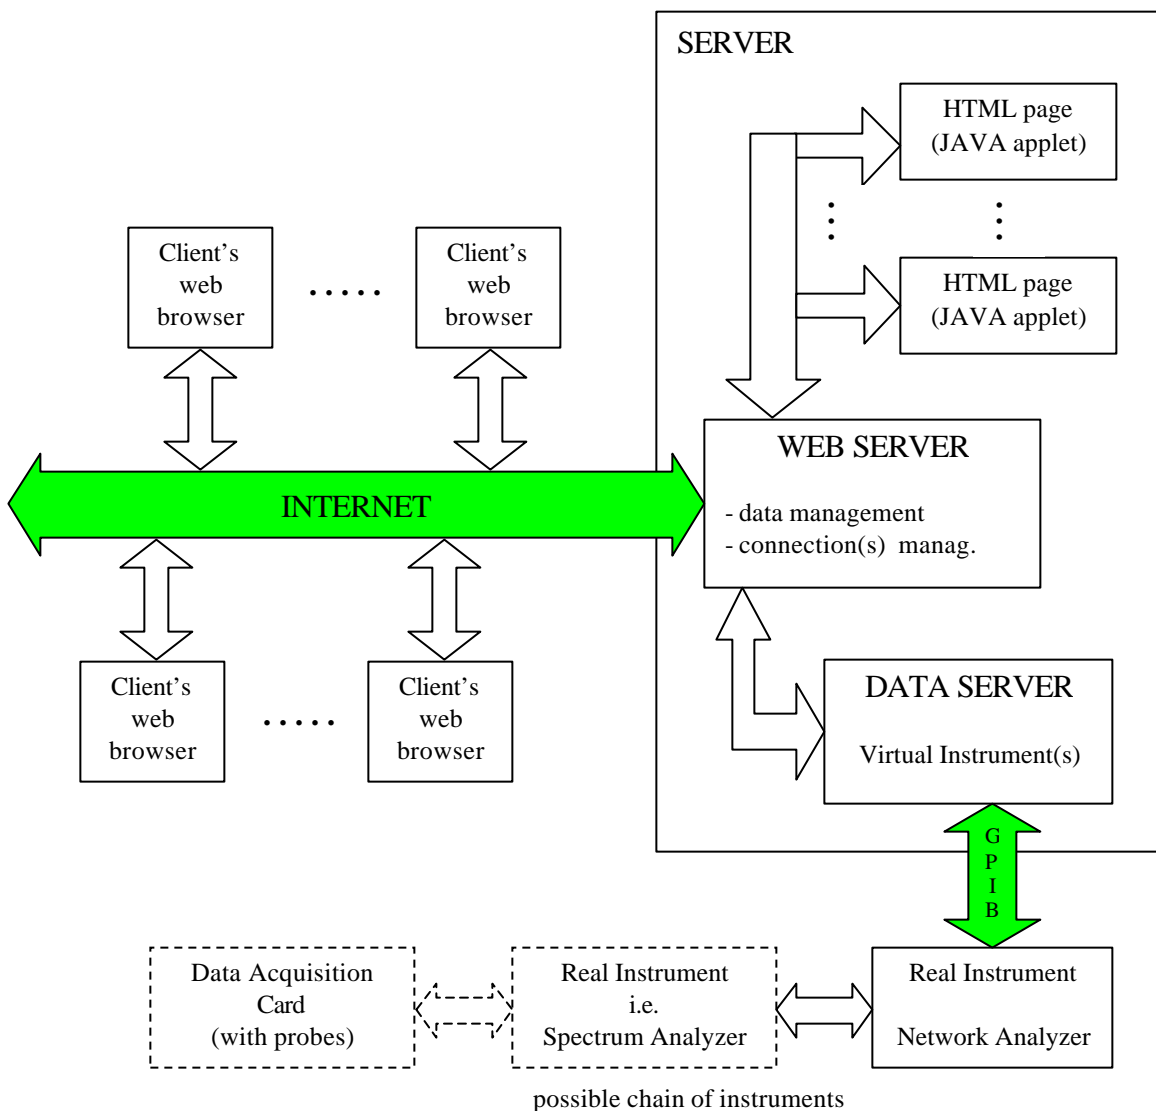 SERVER
HTML page
(JAVA applet)
HTML page
(JAVA applet)
Client's
web
browser
Client's
web
browser
INTERNET
WEB SERVER
- data management
- connection(s) manag.
Client's
web
browser
Client's
web
browser
DATA SERVER
Virtual Instrument(s)
GPIB
Data Acquisition
Card
(with probes)
Real Instrument
i.e.
Spectrum Analyzer
Real Instrument
Network Analyzer
possible chain of instruments